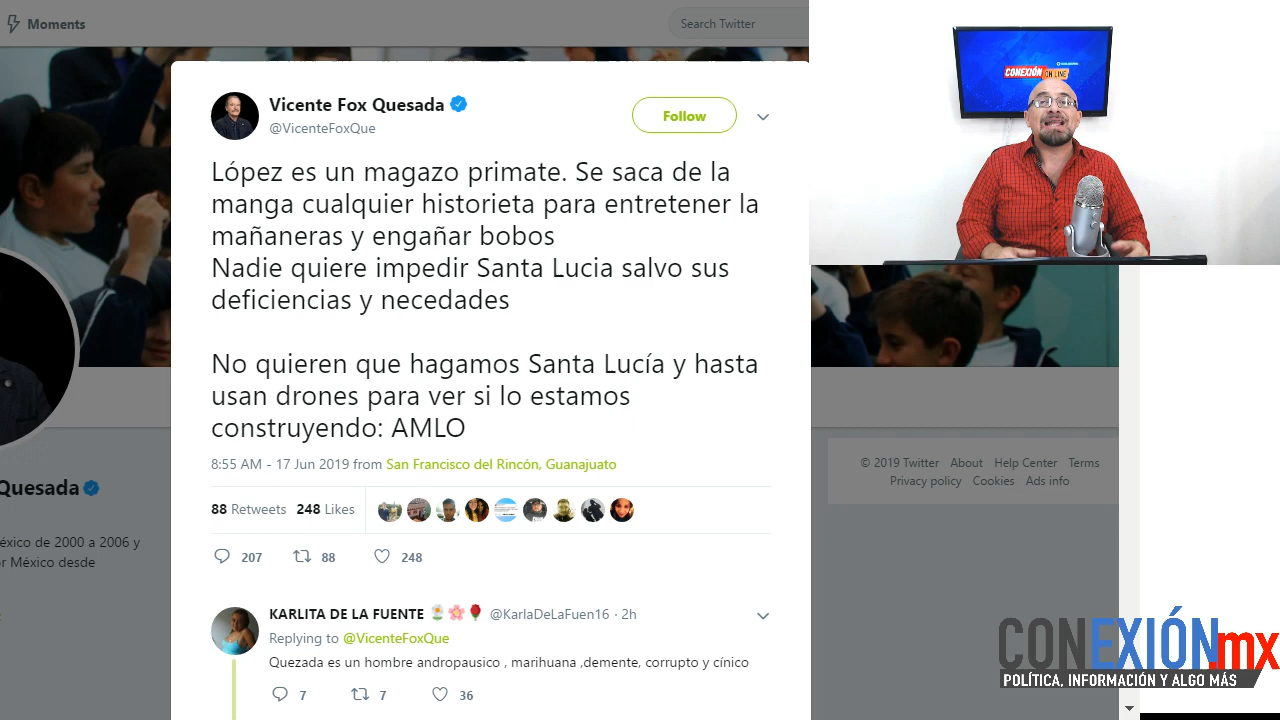 Moments
Search Twitter
Vicente Fox Quesada
@VicenteFoxQue
Follow
López es un magazo primate. Se saca de la
manga cualquier historieta para entretener la
mañaneras y engañar bobos
Nadie quiere impedir Santa Lucia salvo sus
deficiencias y necedades
No quieren que hagamos Santa Lucía y hasta
usan drones para ver si lo estamos
construyendo: AMLO
8:55 AM - 17 Jun 2019 from San Francisco del Rincón, Guanajuato
88 Retweets 248 Likes
207 88 248
KARLITA DE LA FUENTE @KarlaDeLaFuen16 · 2h
Replying to @VicenteFoxQue
Quezada es un hombre andropausico , marihuana ,demente, corrupto y cínico
7 7 36
Quesada
éxico de 2000 a 2006 y
or México desde
© 2019 Twitter About Help Center Terms
Privacy policy Cookies Ads info
CONEXIÓN ON LINE
CONEXIÓN.mx
POLÍTICA, INFORMACIÓN Y ALGO MÁS